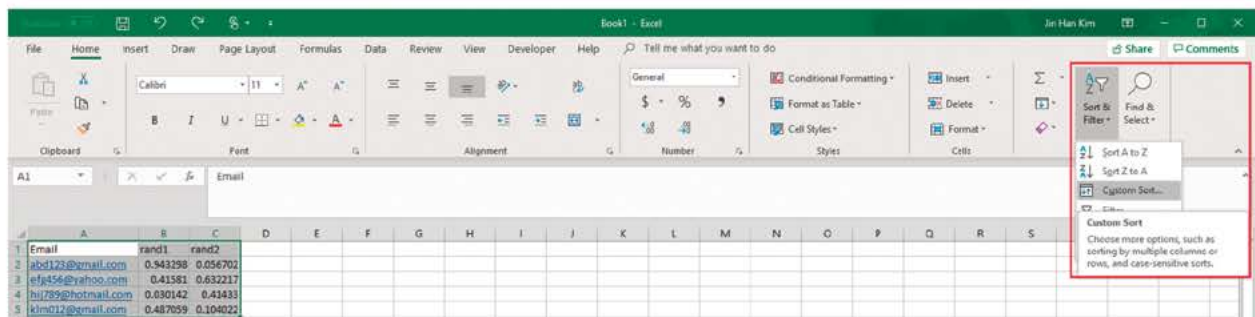 Book1 - Excel
Jin Han Kim
File Home Insert Draw Page Layout Formulas Data Review View Developer Help Tell me what you want to do Share Comments
Paste
Calibri 11 A A
B I U A
General
$ % ,
Conditional Formatting
Format as Table
Cell Styles
Insert
Delete
Format
Σ
Sort & Filter
Find & Select
Clipboard Font Alignment Number Styles Cells
Sort A to Z
Sort Z to A
Custom Sort...
Filter
Custom Sort
Choose more options, such as
sorting by multiple columns or
rows, and case-sensitive sorts.
A1 fx Email
A B C D E F G H I J K L M N O P Q R S
1 Email rand1 rand2
2 abd123@gmail.com 0.943298 0.056702
3 efg456@yahoo.com 0.41581 0.632217
4 hij789@hotmail.com 0.030142 0.41433
5 klm012@gmail.com 0.487059 0.104022